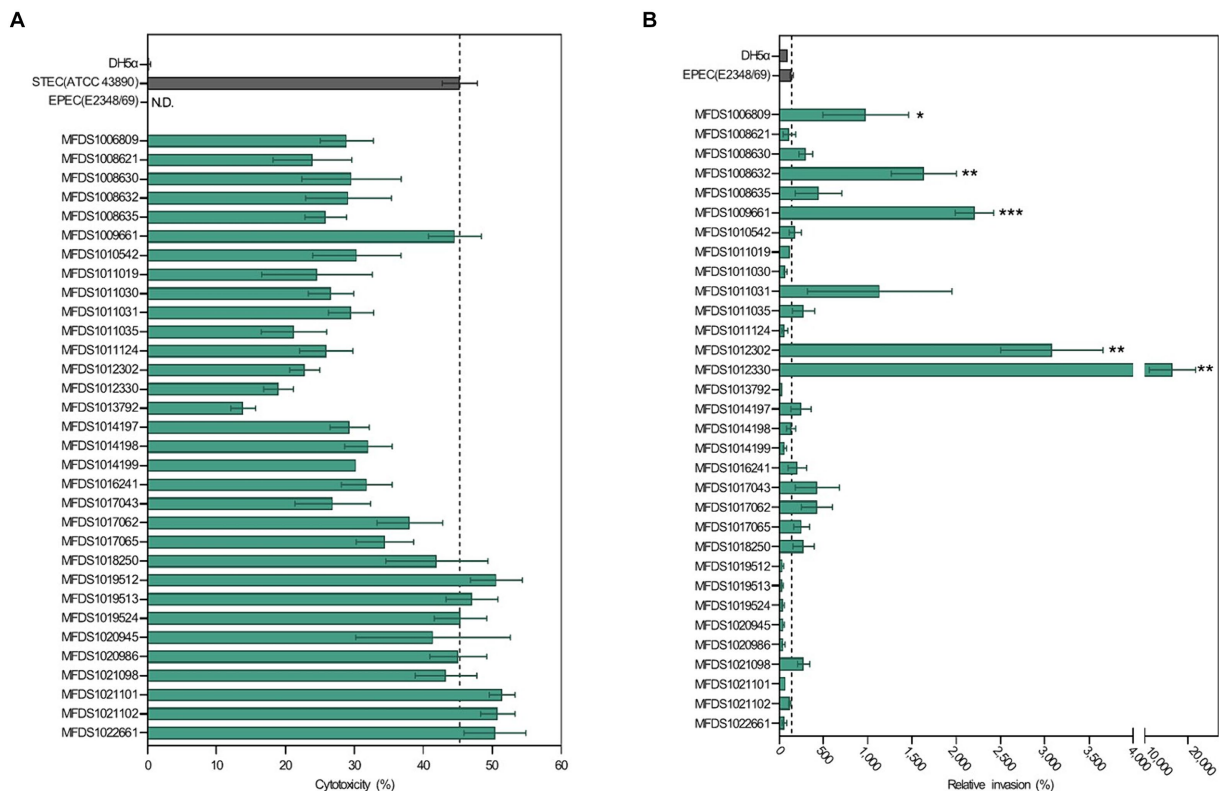 A
DH5α
STEC(ATCC 43890)
EPEC(E2348/69)
N.D.
MFDS1006809
MFDS1008621
MFDS1008630
MFDS1008632
MFDS1008635
MFDS1009661
MFDS1010542
MFDS1011019
MFDS1011030
MFDS1011031
MFDS1011035
MFDS1011124
MFDS1012302
MFDS1012330
MFDS1013792
MFDS1014197
MFDS1014198
MFDS1014199
MFDS1016241
MFDS1017043
MFDS1017062
MFDS1017065
MFDS1018250
MFDS1019512
MFDS1019513
MFDS1019524
MFDS1020945
MFDS1020986
MFDS1021098
MFDS1021101
MFDS1021102
MFDS1022661
0 10 20 30 40 50 60
Cytotoxicity (%)
B
DH5α
EPEC(E2348/69)
MFDS1006809 *
MFDS1008621
MFDS1008630
MFDS1008632 **
MFDS1008635
MFDS1009661 ***
MFDS1010542
MFDS1011019
MFDS1011030
MFDS1011031
MFDS1011035
MFDS1011124
MFDS1012302 **
MFDS1012330 **
MFDS1013792
MFDS1014197
MFDS1014198
MFDS1014199
MFDS1016241
MFDS1017043
MFDS1017062
MFDS1017065
MFDS1018250
MFDS1019512
MFDS1019513
MFDS1019524
MFDS1020945
MFDS1020986
MFDS1021098
MFDS1021101
MFDS1021102
MFDS1022661
0 500 1,000 1,500 2,000 2,500 3,000 3,500 4,000 10,000 20,000
Relative invasion (%)